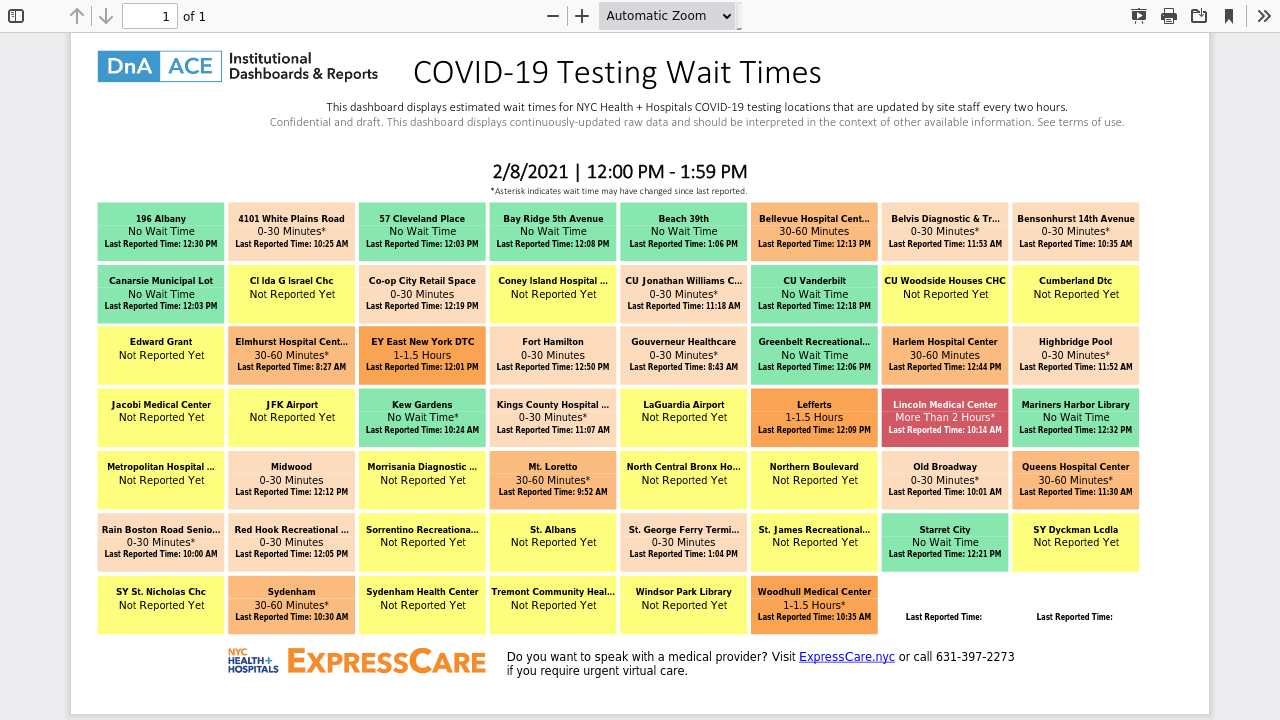 1 of 1
Automatic Zoom
DnA ACE Institutional Dashboards & Reports
COVID-19 Testing Wait Times
This dashboard displays estimated wait times for NYC Health + Hospitals COVID-19 testing locations that are updated by site staff every two hours.
Confidential and draft. This dashboard displays continuously-updated raw data and should be interpreted in the context of other available information. See terms of use.
2/8/2021 | 12:00 PM - 1:59 PM
*Asterisk indicates wait time may have changed since last reported.
196 Albany
No Wait Time
Last Reported Time: 12:30 PM
4101 White Plains Road
0-30 Minutes*
Last Reported Time: 10:25 AM
57 Cleveland Place
No Wait Time
Last Reported Time: 12:03 PM
Bay Ridge 5th Avenue
No Wait Time
Last Reported Time: 12:08 PM
Beach 39th
No Wait Time
Last Reported Time: 1:06 PM
Bellevue Hospital Cent...
30-60 Minutes
Last Reported Time: 12:13 PM
Belvis Diagnostic & Tr...
0-30 Minutes*
Last Reported Time: 11:53 AM
Bensonhurst 14th Avenue
0-30 Minutes*
Last Reported Time: 10:35 AM
Canarsie Municipal Lot
No Wait Time
Last Reported Time: 12:03 PM
Cl Ida G Israel Chc
Not Reported Yet
Co-op City Retail Space
0-30 Minutes
Last Reported Time: 12:19 PM
Coney Island Hospital ...
Not Reported Yet
CU Jonathan Williams C...
0-30 Minutes*
Last Reported Time: 11:18 AM
CU Vanderbilt
No Wait Time
Last Reported Time: 12:18 PM
CU Woodside Houses CHC
Not Reported Yet
Cumberland Dtc
Not Reported Yet
Edward Grant
Not Reported Yet
Elmhurst Hospital Cent...
30-60 Minutes*
Last Reported Time: 8:27 AM
EY East New York DTC
1-1.5 Hours
Last Reported Time: 12:01 PM
Fort Hamilton
0-30 Minutes
Last Reported Time: 12:50 PM
Gouverneur Healthcare
0-30 Minutes*
Last Reported Time: 8:43 AM
Greenbelt Recreational...
No Wait Time
Last Reported Time: 12:06 PM
Harlem Hospital Center
30-60 Minutes
Last Reported Time: 12:44 PM
Highbridge Pool
0-30 Minutes*
Last Reported Time: 11:52 AM
Jacobi Medical Center
Not Reported Yet
JFK Airport
Not Reported Yet
Kew Gardens
No Wait Time*
Last Reported Time: 10:24 AM
Kings County Hospital ...
0-30 Minutes*
Last Reported Time: 11:07 AM
LaGuardia Airport
Not Reported Yet
Lefferts
1-1.5 Hours
Last Reported Time: 12:09 PM
Lincoln Medical Center
More Than 2 Hours*
Last Reported Time: 10:14 AM
Mariners Harbor Library
No Wait Time
Last Reported Time: 12:32 PM
Metropolitan Hospital ...
Not Reported Yet
Midwood
0-30 Minutes
Last Reported Time: 12:12 PM
Morrisania Diagnostic ...
Not Reported Yet
Mt. Loretto
30-60 Minutes*
Last Reported Time: 9:52 AM
North Central Bronx Ho...
Not Reported Yet
Northern Boulevard
Not Reported Yet
Old Broadway
0-30 Minutes*
Last Reported Time: 10:01 AM
Queens Hospital Center
30-60 Minutes*
Last Reported Time: 11:30 AM
Rain Boston Road Senio...
0-30 Minutes*
Last Reported Time: 10:00 AM
Red Hook Recreational ...
0-30 Minutes
Last Reported Time: 12:05 PM
Sorrentino Recreationa...
Not Reported Yet
St. Albans
Not Reported Yet
St. George Ferry Termi...
0-30 Minutes
Last Reported Time: 1:04 PM
St. James Recreational...
Not Reported Yet
Starret City
No Wait Time
Last Reported Time: 12:21 PM
SY Dyckman Lcdla
Not Reported Yet
SY St. Nicholas Chc
Not Reported Yet
Sydenham
30-60 Minutes*
Last Reported Time: 10:30 AM
Sydenham Health Center
Not Reported Yet
Tremont Community Heal...
Not Reported Yet
Windsor Park Library
Not Reported Yet
Woodhull Medical Center
1-1.5 Hours*
Last Reported Time: 10:35 AM
Last Reported Time:
Last Reported Time:
NYC HEALTH+ HOSPITALS
EXPRESSCARE
Do you want to speak with a medical provider? Visit ExpressCare.nyc or call 631-397-2273
if you require urgent virtual care.